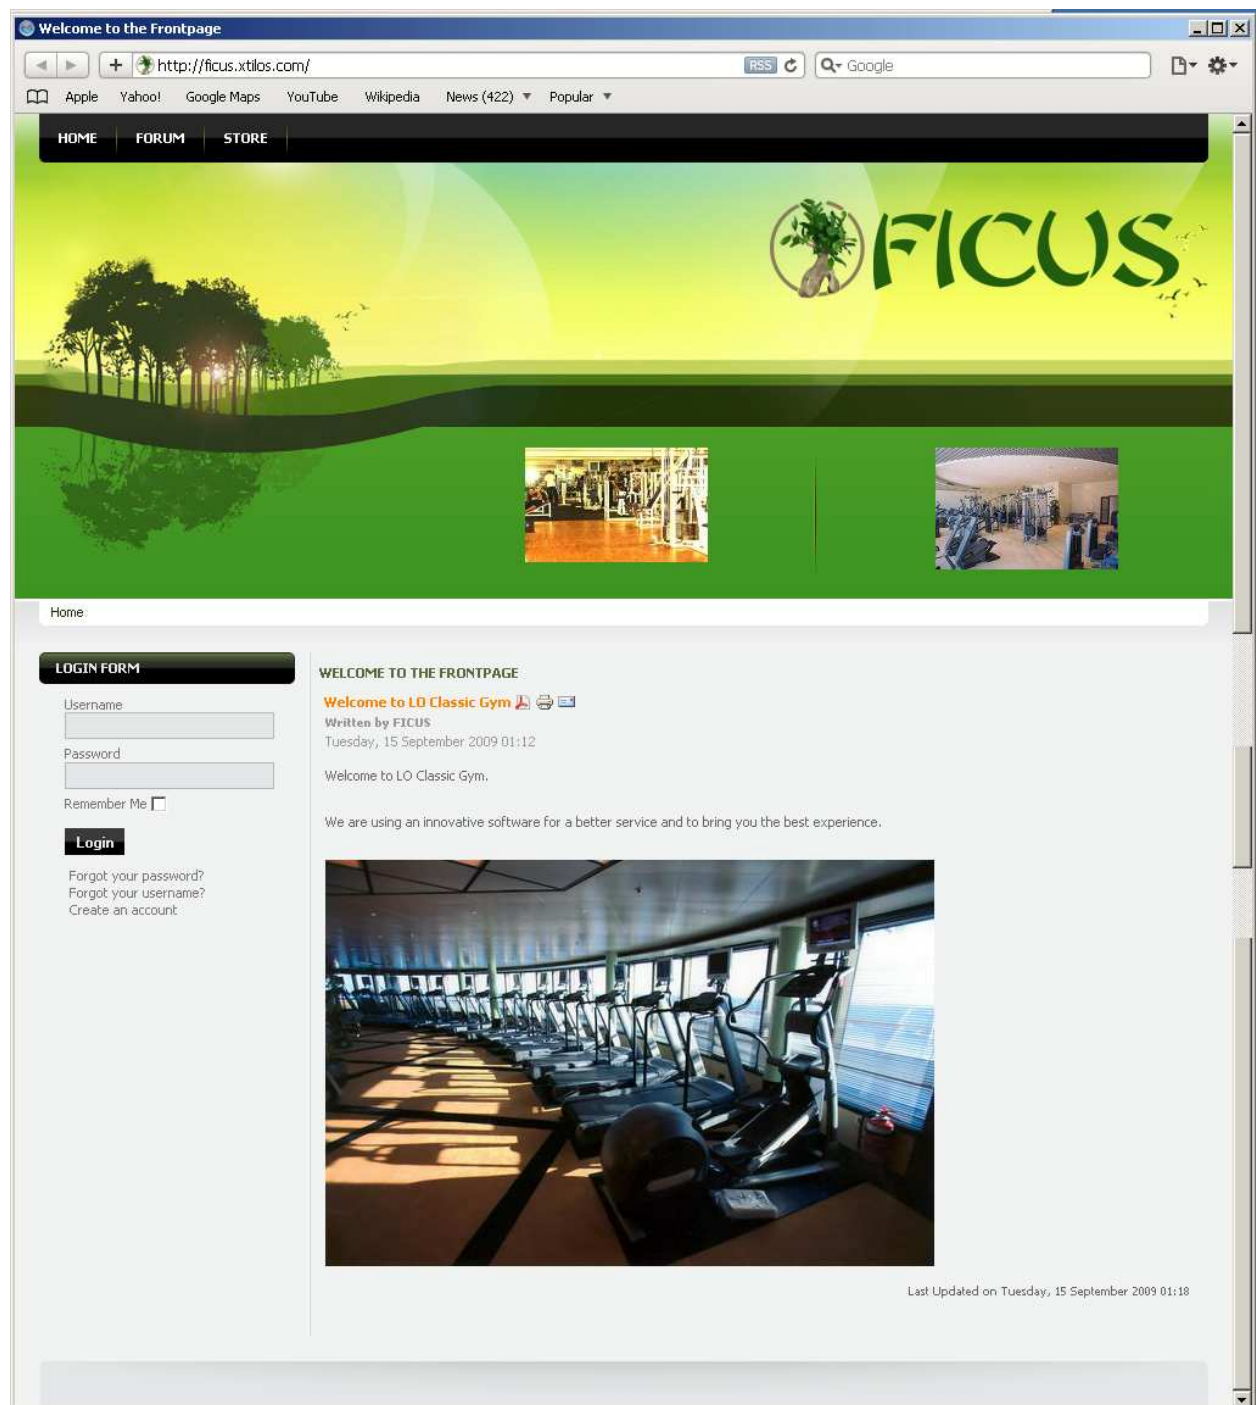 Welcome to the Frontpage
http://ficus.xtilos.com/
RSS
Google
Apple Yahoo! Google Maps YouTube Wikipedia News (422) Popular
HOME FORUM STORE
FICUS
Home
LOGIN FORM
Username
Password
Remember Me
Login
Forgot your password?
Forgot your username?
Create an account
WELCOME TO THE FRONTPAGE
Welcome to LO Classic Gym
Written by FICUS
Tuesday, 15 September 2009 01:12
Welcome to LO Classic Gym.
We are using an innovative software for a better service and to bring you the best experience.
Last Updated on Tuesday, 15 September 2009 01:18